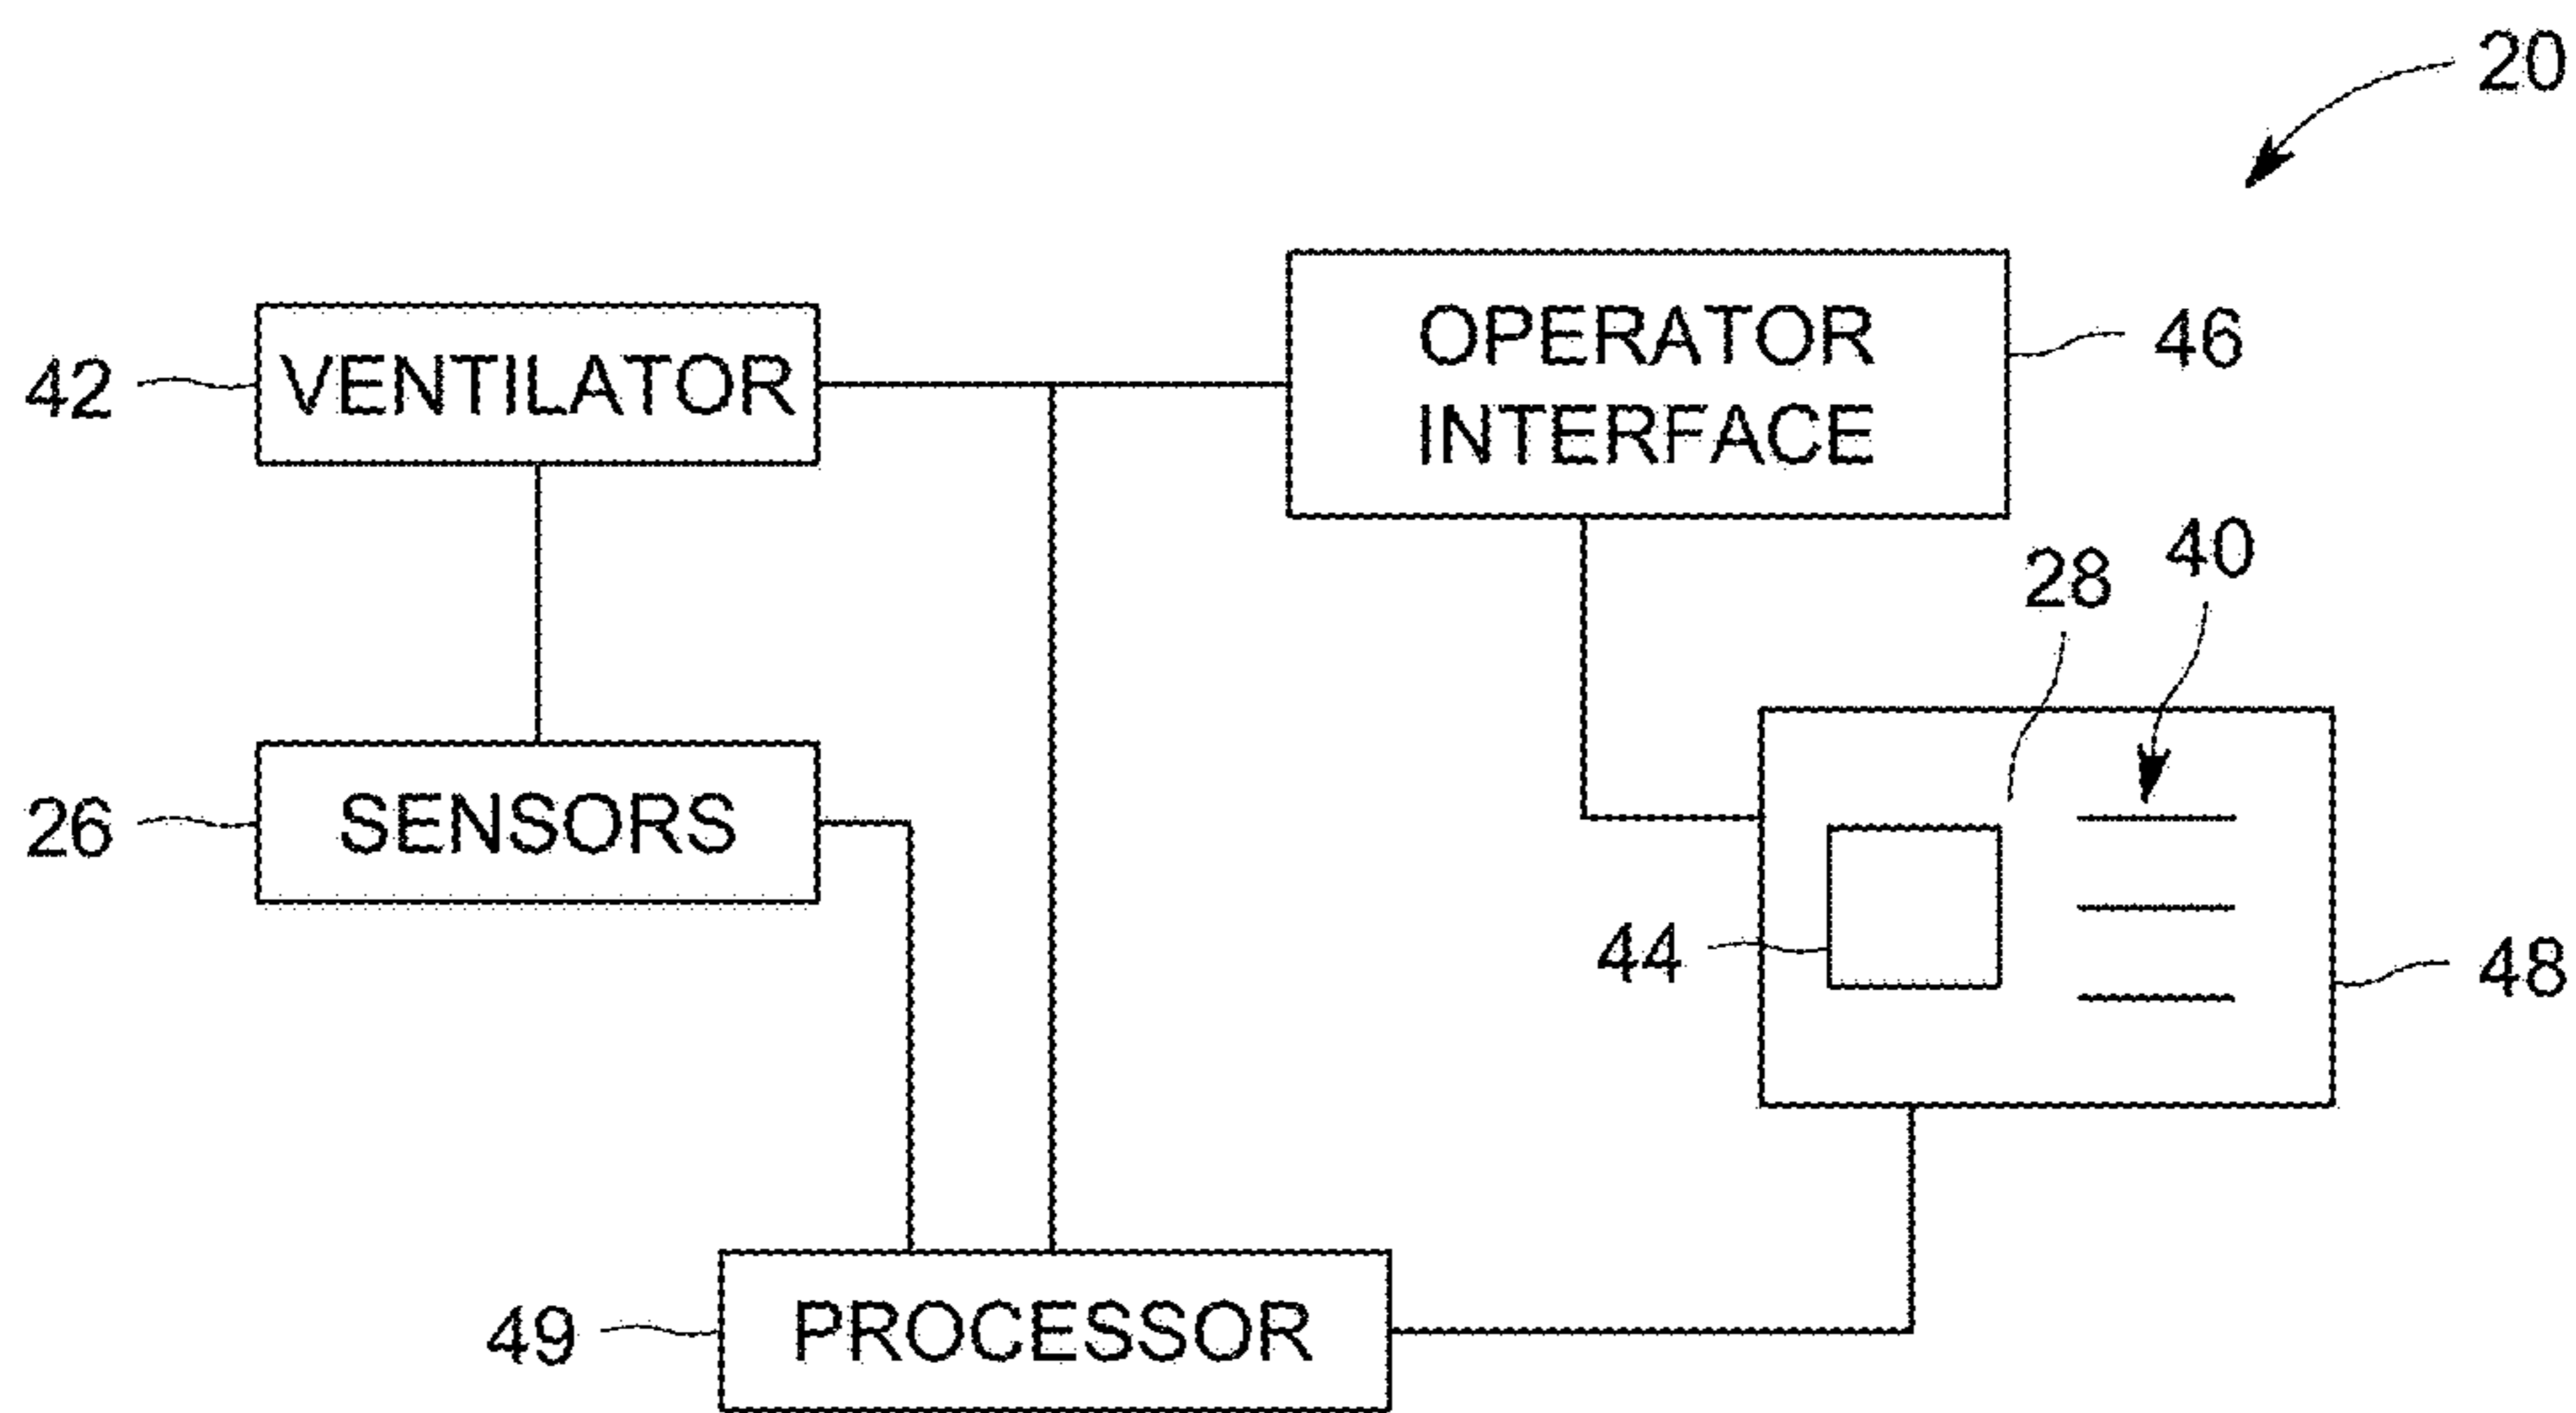 20
OPERATOR
INTERFACE
46
42
VENTILATOR
40
28
26
SENSORS
44
48
49
PROCESSOR